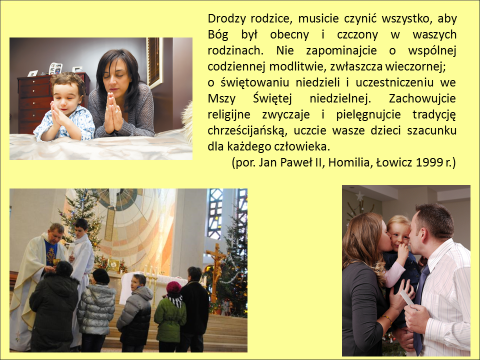 Drodzy rodzice, musicie czynić wszystko, aby
Bóg był obecny i czczony w waszych
rodzinach. Nie zapominajcie o wspólnej
codziennej modlitwie, zwłaszcza wieczornej;
o świętowaniu niedzieli i uczestniczeniu we
Mszy Świętej niedzielnej. Zachowujcie
religijne zwyczaje i pielęgnujcie tradycję
chrześcijańską, uczcie wasze dzieci szacunku
dla każdego człowieka.
(por. Jan Paweł II, Homilia, Łowicz 1999 r.)